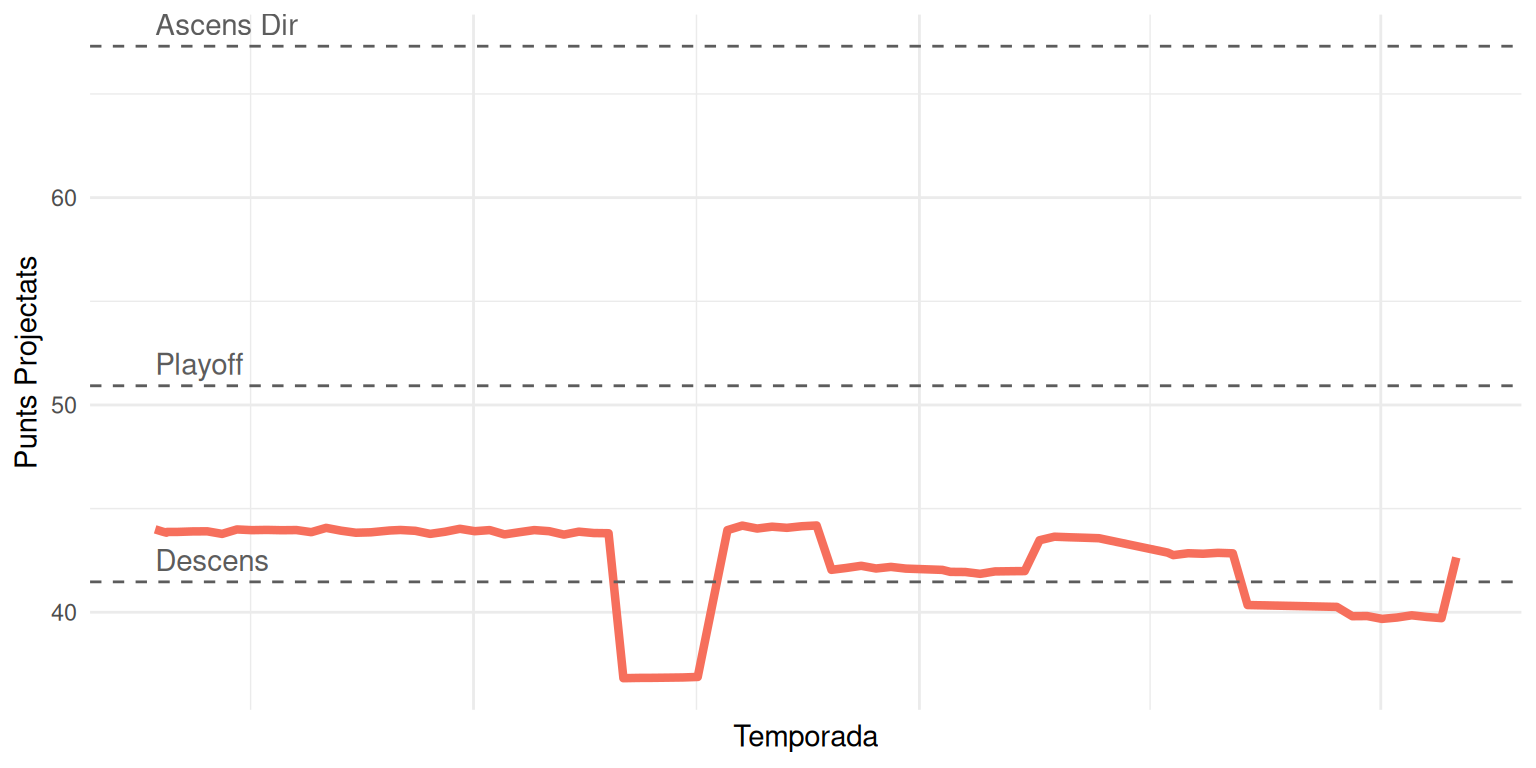 Ascens Dir
60
Playoff
50
Descens
40
Punts Projectats
Temporada